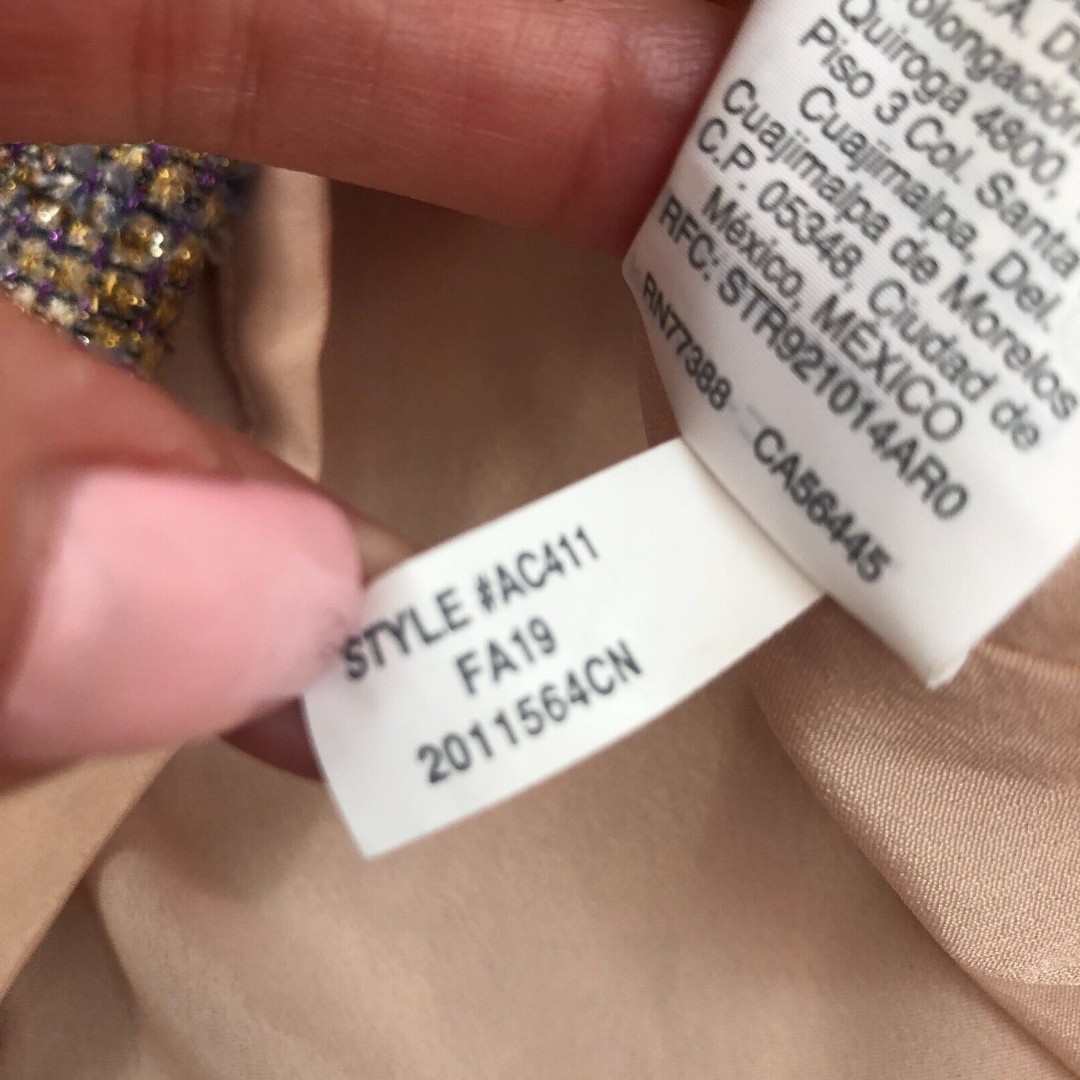 .A. D
olongación
Quiroga 4800,
Piso 3 Col. Santa
Cuajimalpa, Del.
Cuajimalpa de Morelos
C.P. 05348, Ciudad de
México, MÉXICO
RFC: STR921014AR0
RN77388 CA56445
STYLE #AC411
FA19
2011564CN